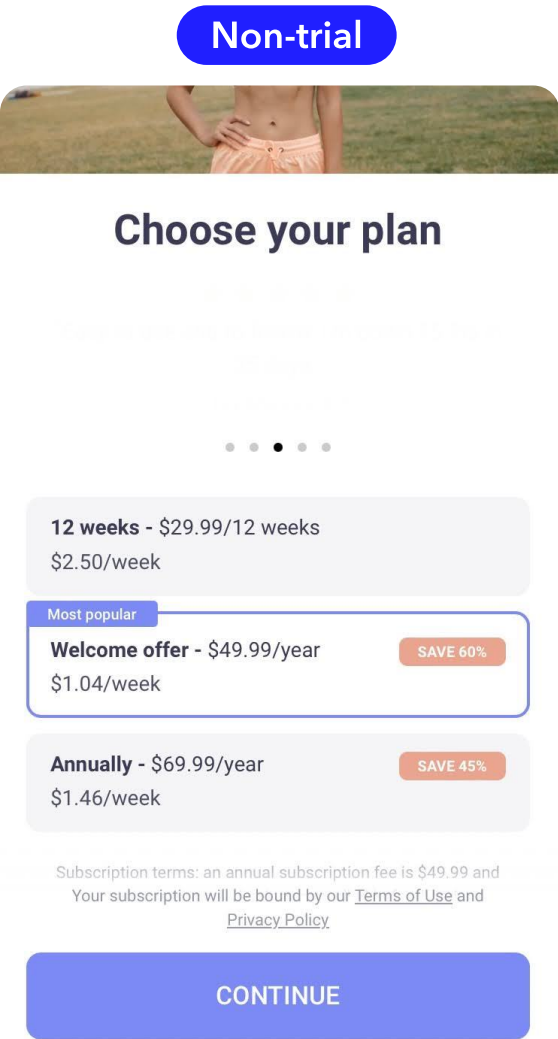 Non-trial
Choose your plan
12 weeks - $29.99/12 weeks
$2.50/week
Most popular
Welcome offer - $49.99/year
SAVE 60%
$1.04/week
Annually - $69.99/year
SAVE 45%
$1.46/week
Subscription terms: an annual subscription fee is $49.99 and
Your subscription will be bound by our Terms of Use and
Privacy Policy
CONTINUE